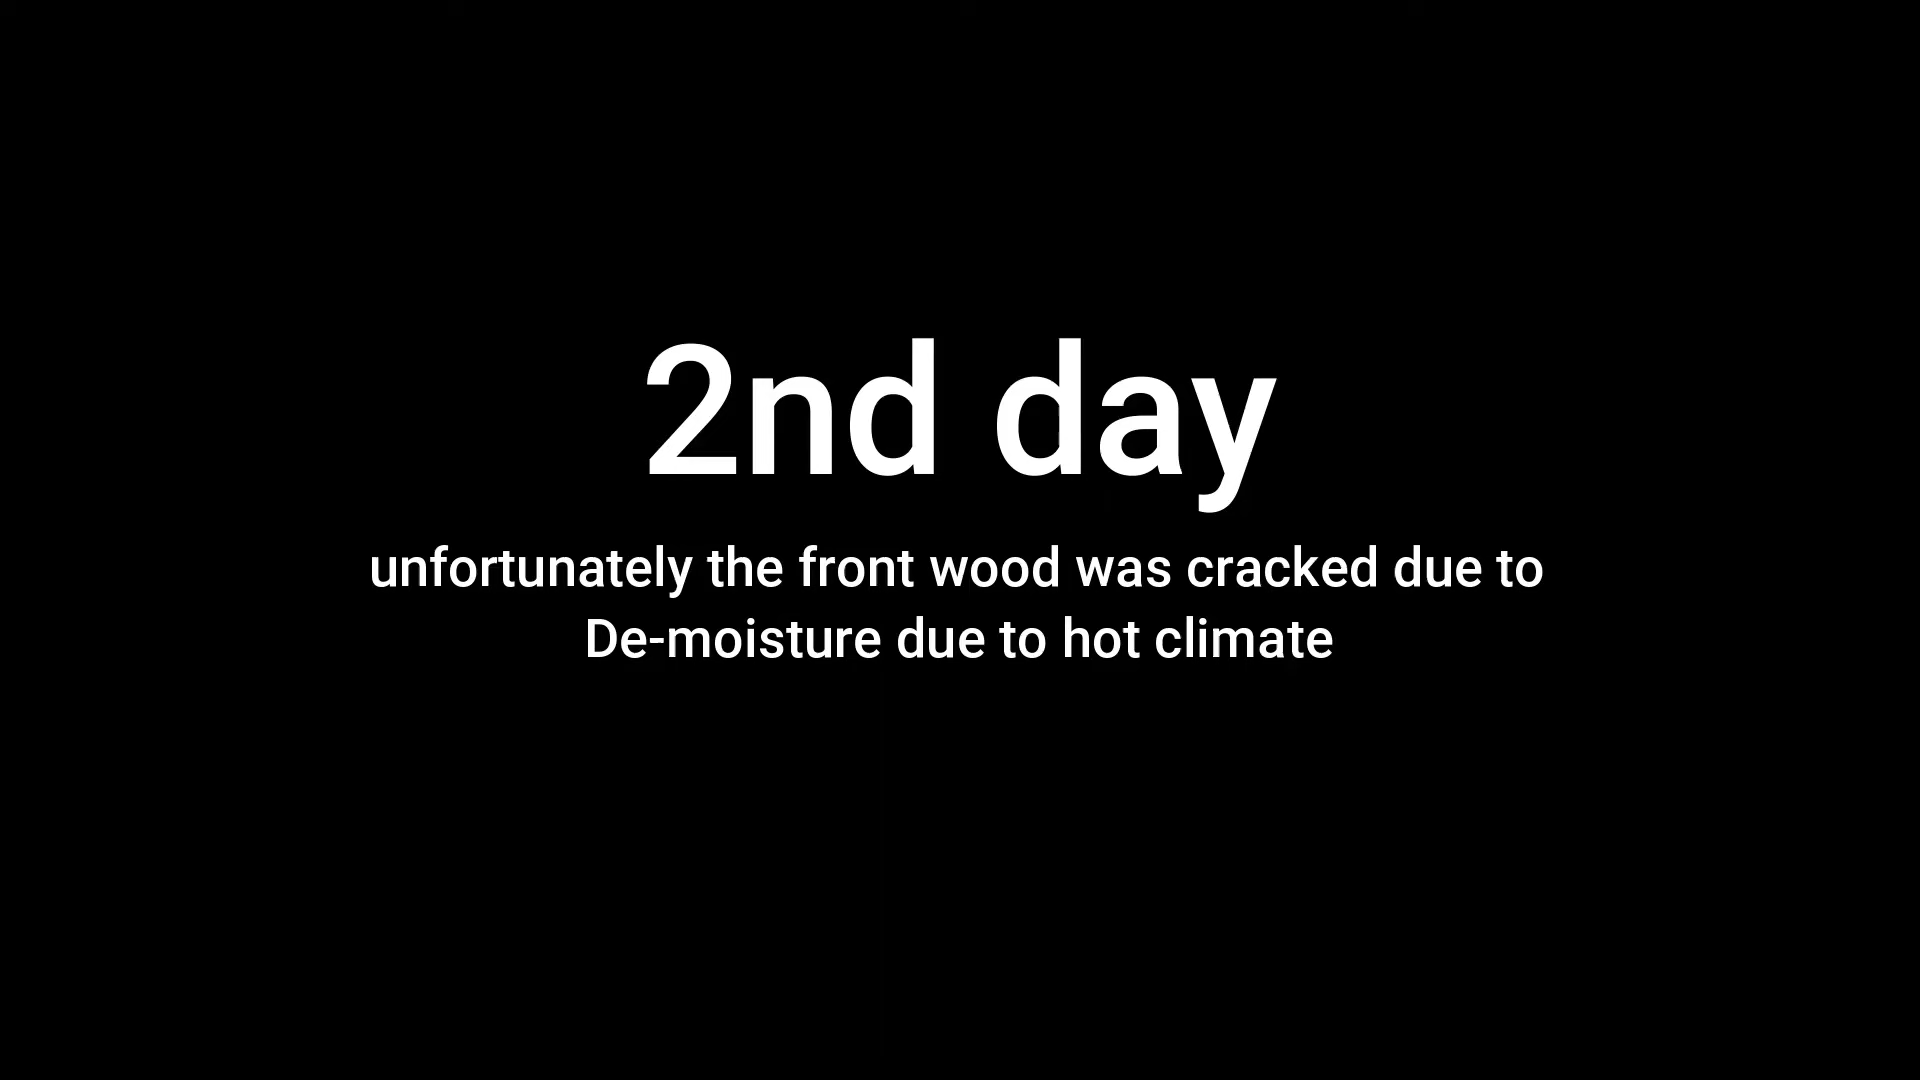 2nd day
unfortunately the front wood was cracked due to
De-moisture due to hot climate